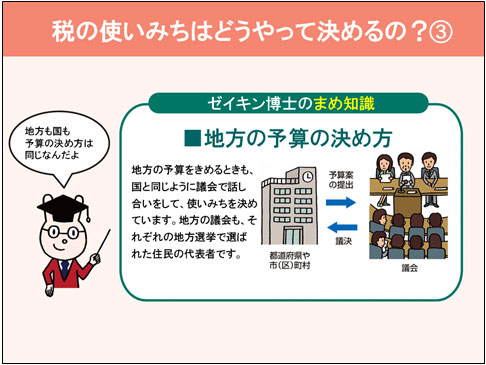 税の使いみちはどうやって決めるの？③
ゼイキン博士のまめ知識
地方も国も
予算の決め方は
同じなんだよ
■地方の予算の決め方
地方の予算をきめるときも、
国と同じように議会で話し
合いをして、使いみちを決め
ています。地方の議会も、そ
れぞれの地方選挙で選ば
れた住民の代表者です。
予算案
の提出
議決
都道府県や
市(区)町村
議会